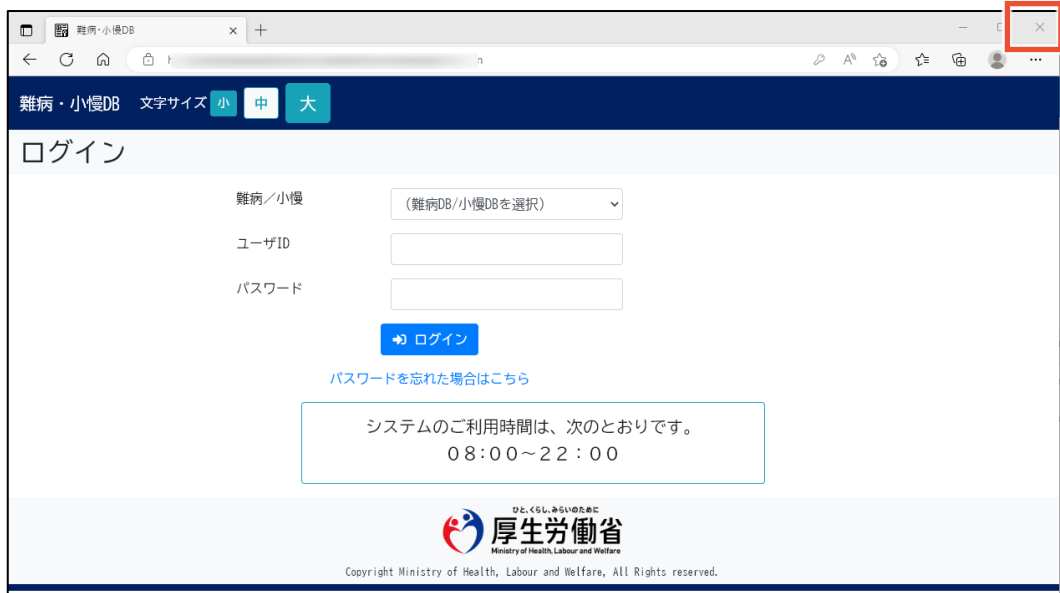 難病・小慢DB
難病・小慢DB 文字サイズ 小 中 大
ログイン
難病／小慢 (難病DB/小慢DBを選択)
ユーザID
パスワード
ログイン
パスワードを忘れた場合はこちら
システムのご利用時間は、次のとおりです。
０８：００～２２：００
ひと、くらし、みらいのために
厚生労働省
Ministry of Health, Labour and Welfare
Copyright Ministry of Health, Labour and Welfare, All Rights reserved.